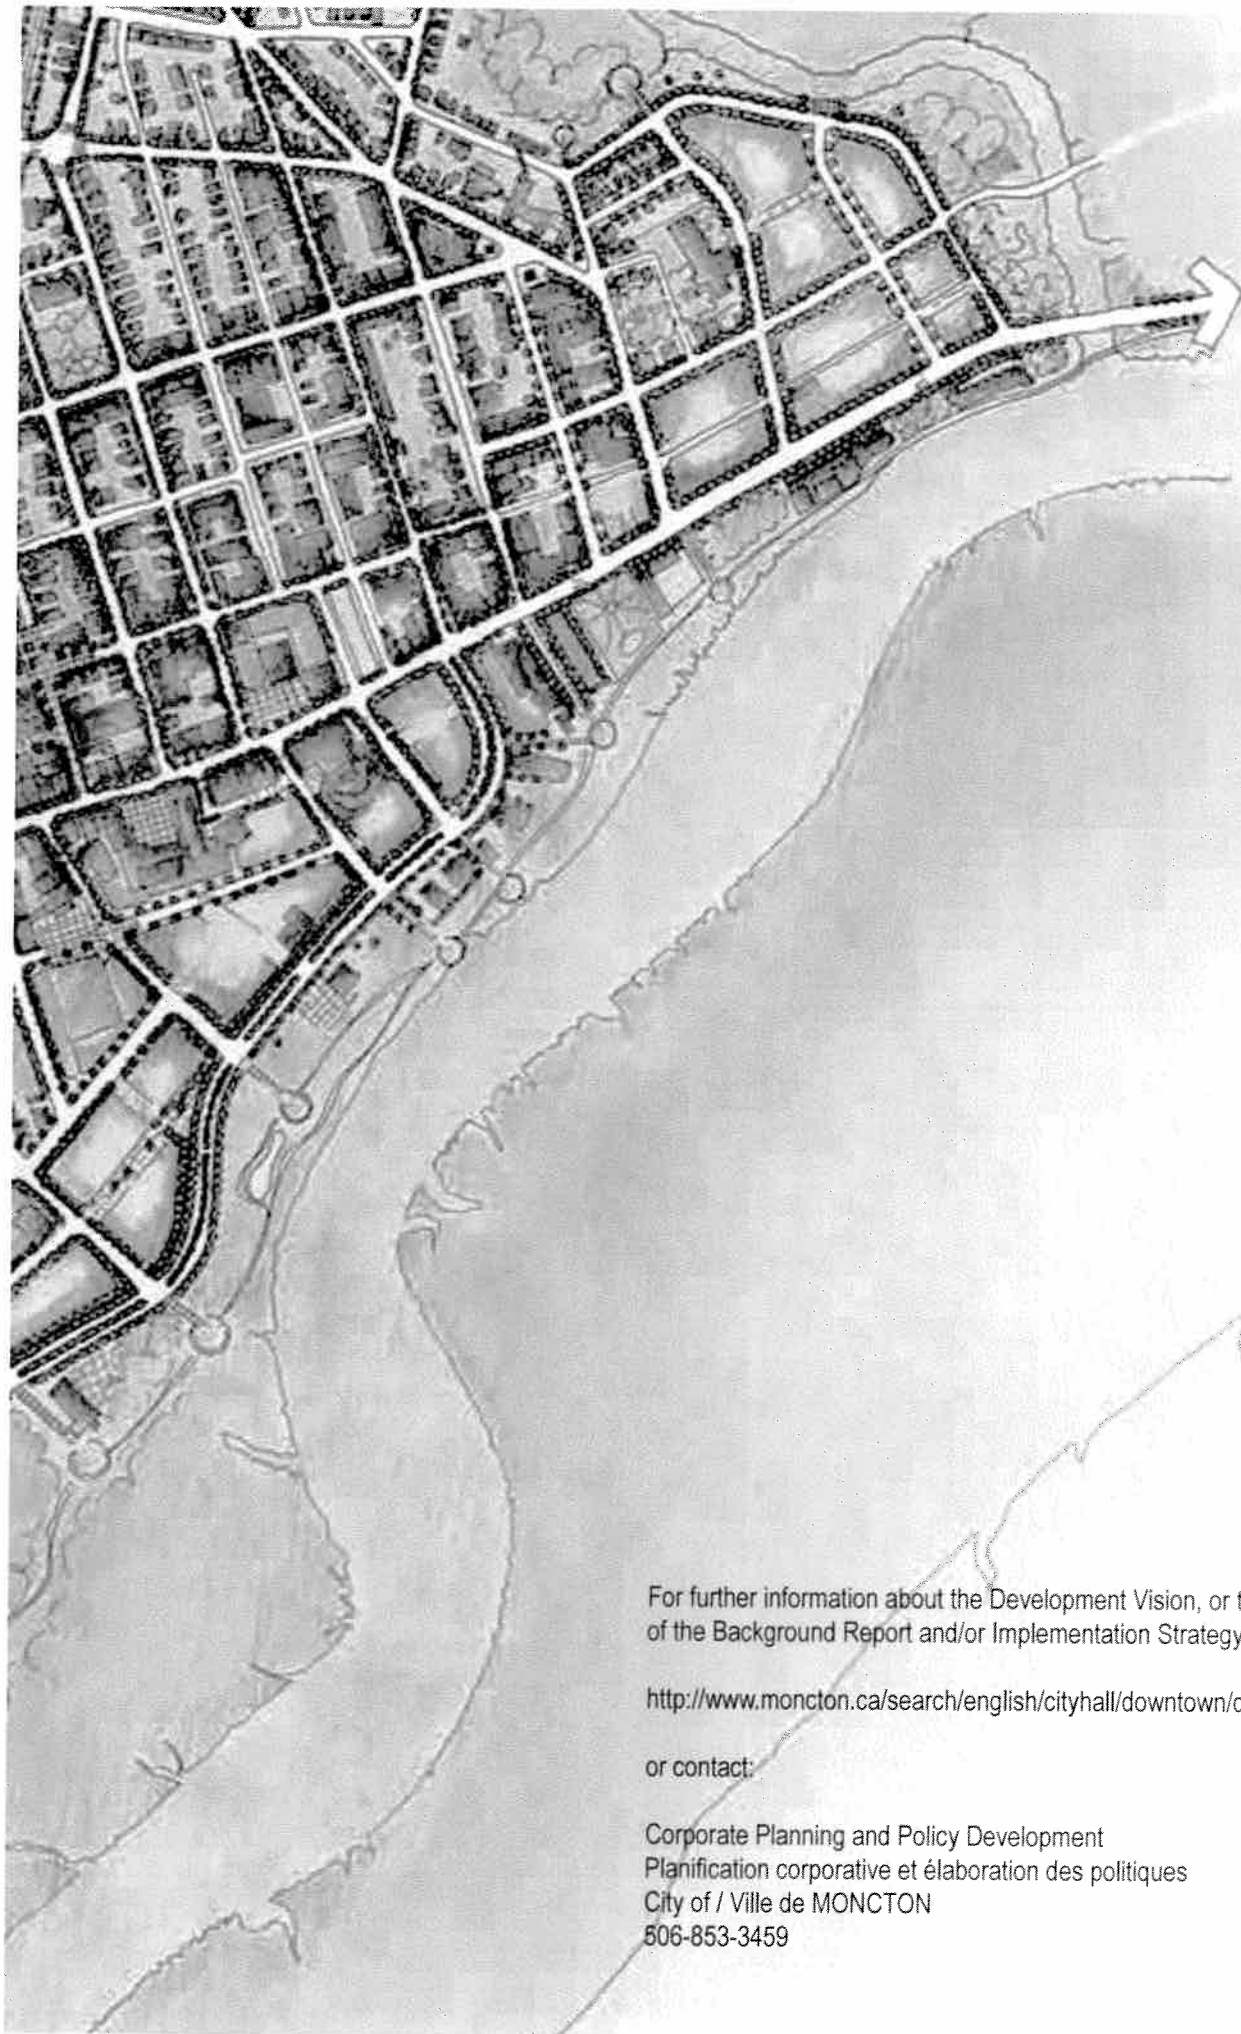 For further information about the Development Vision, or
of the Background Report and/or Implementation Strategy
http://www.moncton.ca/search/english/cityhall/downtown/
or contact:
Corporate Planning and Policy Development
Planification corporative et élaboration des politiques
City of / Ville de MONCTON
506-853-3459